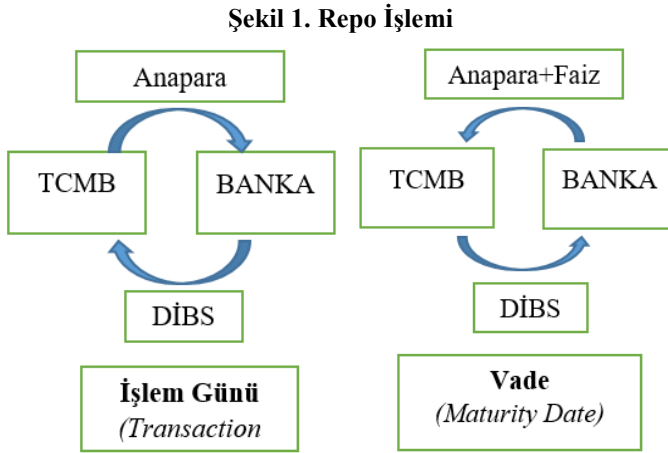 Şekil 1. Repo İşlemi
Anapara
TCMB
BANKA
DİBS
İşlem Günü
(Transaction
Anapara+Faiz
TCMB
BANKA
DİBS
Vade
(Maturity Date)